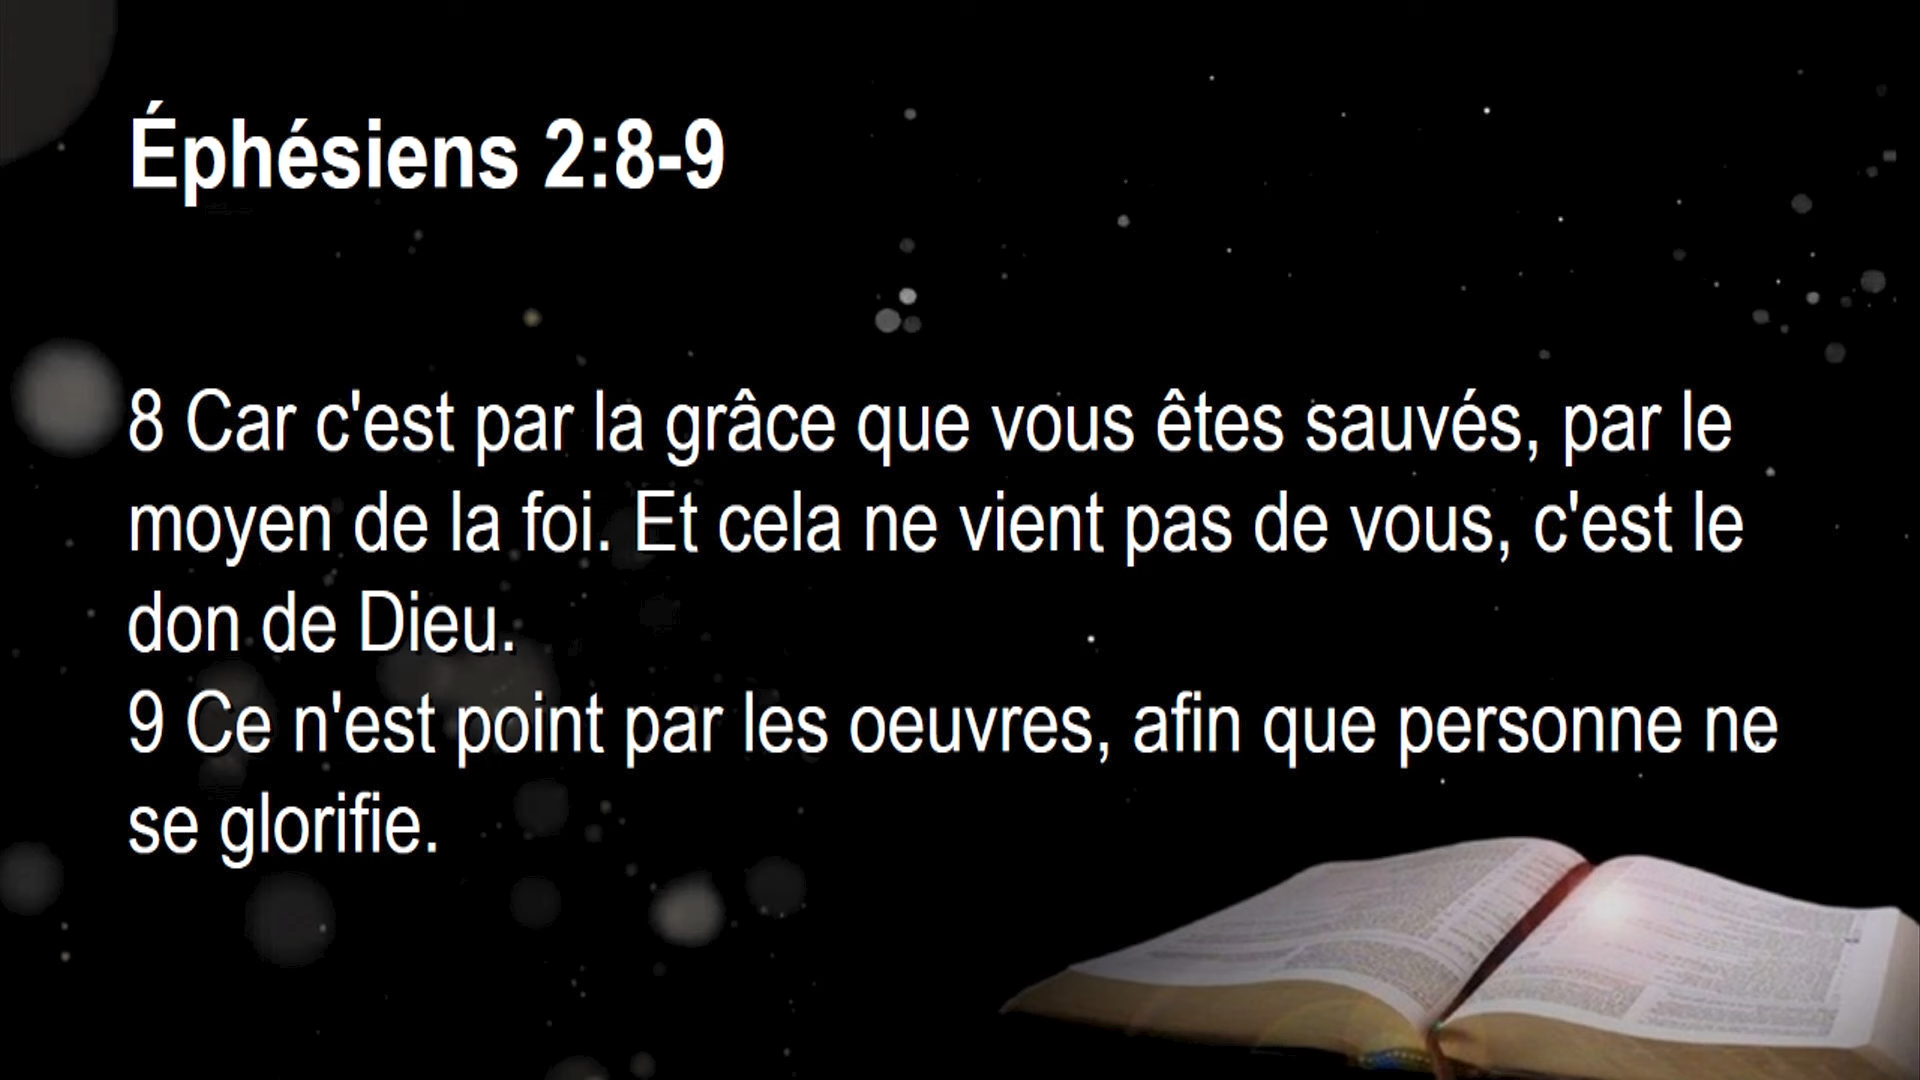 Éphésiens 2:8-9
8 Car c'est par la grâce que vous êtes sauvés, par le
moyen de la foi. Et cela ne vient pas de vous, c'est le
don de Dieu.
9 Ce n'est point par les oeuvres, afin que personne ne
se glorifie.